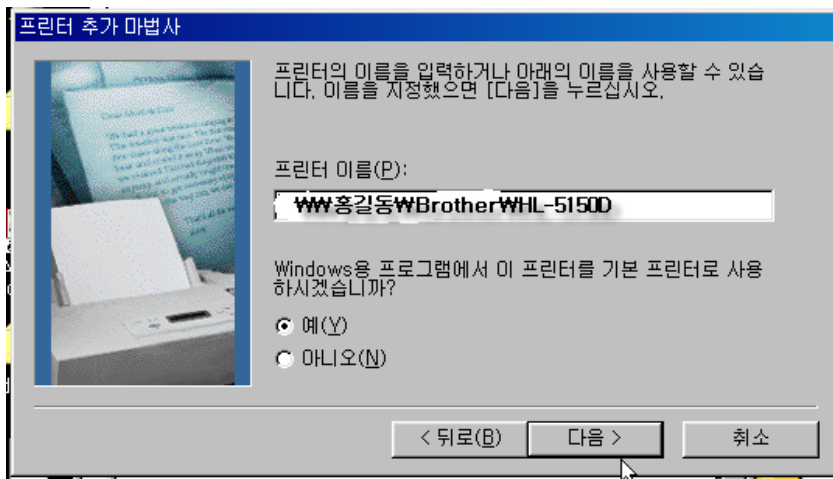 프린터 추가 마법사
프린터의 이름을 입력하거나 아래의 이름을 사용할 수 있습
니다. 이름을 지정했으면 [다음]을 누르십시오.
프린터 이름(P):
₩₩홍길동₩Brother₩HL-5150D
Windows용 프로그램에서 이 프린터를 기본 프린터로 사용
하시겠습니까?
예(Y)
아니오(N)
< 뒤로(B) 다음 > 취소